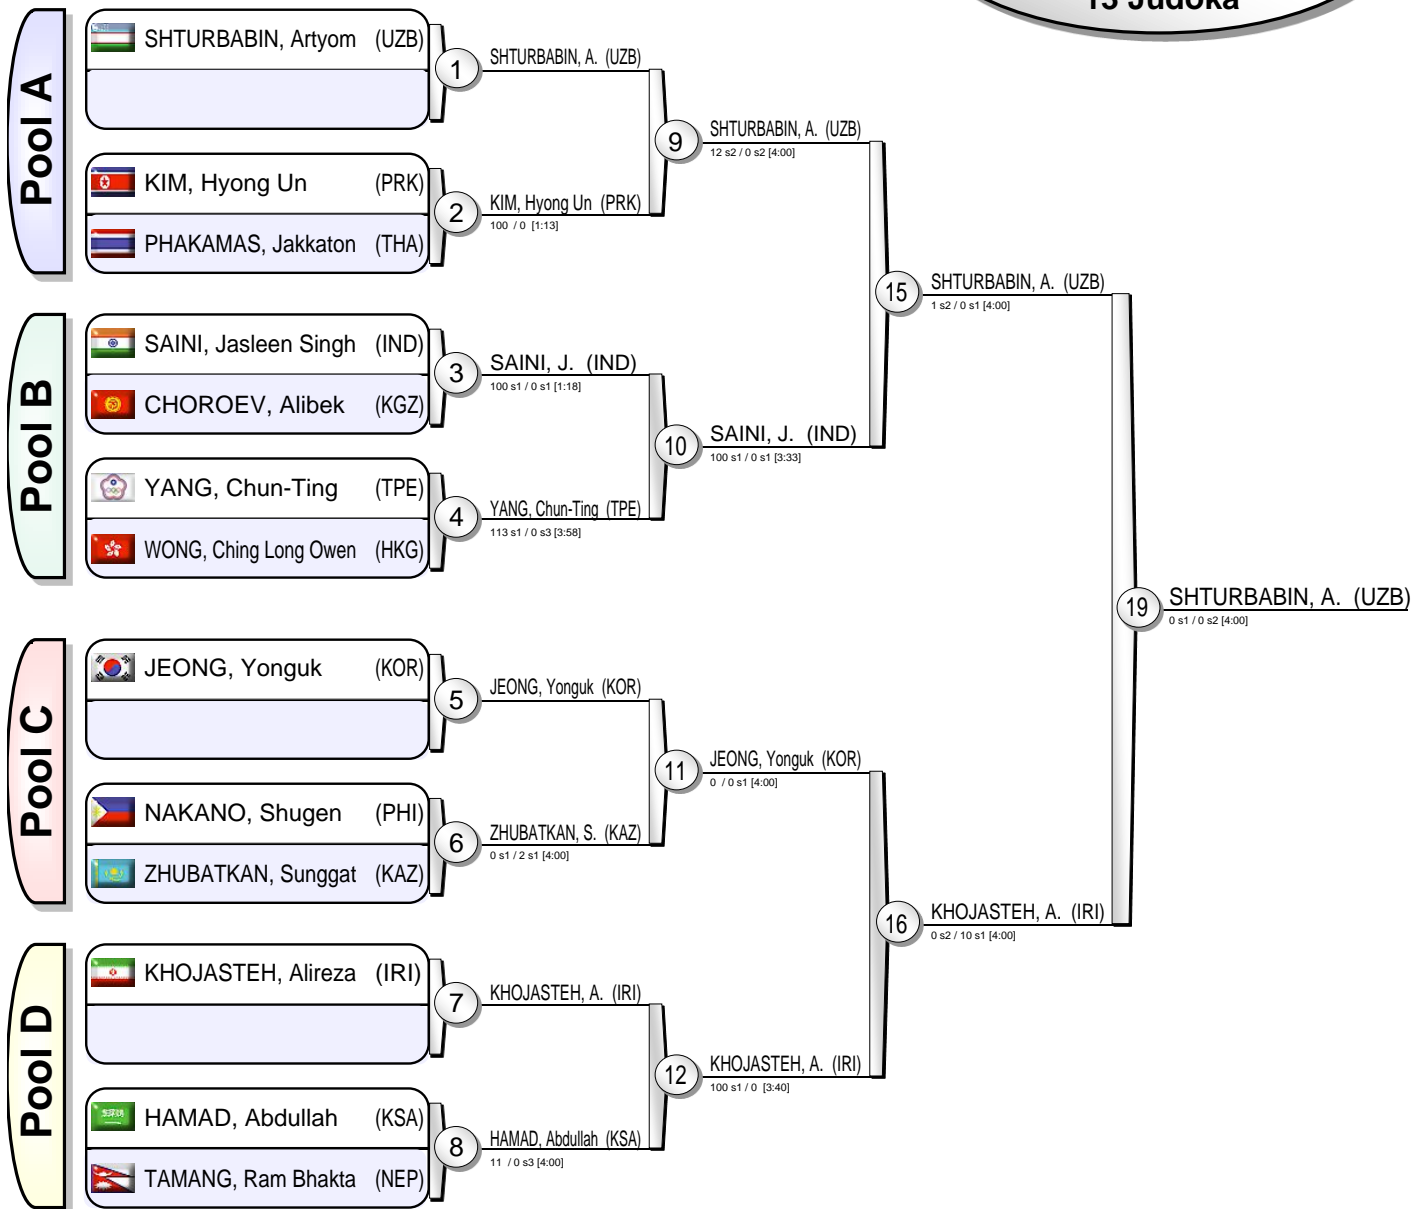 13 Judoka
Pool A
SHTURBABIN, Artyom (UZB)
KIM, Hyong Un (PRK)
PHAKAMAS, Jakkaton (THA)
1
SHTURBABIN, A. (UZB)
2
KIM, Hyong Un (PRK)
100 / 0 [1:13]
9
SHTURBABIN, A. (UZB)
12 s2 / 0 s2 [4:00]
Pool B
SAINI, Jasleen Singh (IND)
CHOROEV, Alibek (KGZ)
YANG, Chun-Ting (TPE)
WONG, Ching Long Owen (HKG)
3
SAINI, J. (IND)
100 s1 / 0 s1 [1:18]
4
YANG, Chun-Ting (TPE)
113 s1 / 0 s3 [3:58]
10
SAINI, J. (IND)
100 s1 / 0 s1 [3:33]
15
SHTURBABIN, A. (UZB)
1 s2 / 0 s1 [4:00]
Pool C
JEONG, Yonguk (KOR)
NAKANO, Shugen (PHI)
ZHUBATKAN, Sunggat (KAZ)
5
JEONG, Yonguk (KOR)
6
ZHUBATKAN, S. (KAZ)
0 s1 / 2 s1 [4:00]
11
JEONG, Yonguk (KOR)
0 / 0 s1 [4:00]
Pool D
KHOJASTEH, Alireza (IRI)
HAMAD, Abdullah (KSA)
TAMANG, Ram Bhakta (NEP)
7
KHOJASTEH, A. (IRI)
8
HAMAD, Abdullah (KSA)
11 / 0 s3 [4:00]
12
KHOJASTEH, A. (IRI)
100 s1 / 0 [3:40]
16
KHOJASTEH, A. (IRI)
0 s2 / 10 s1 [4:00]
19
SHTURBABIN, A. (UZB)
0 s1 / 0 s2 [4:00]